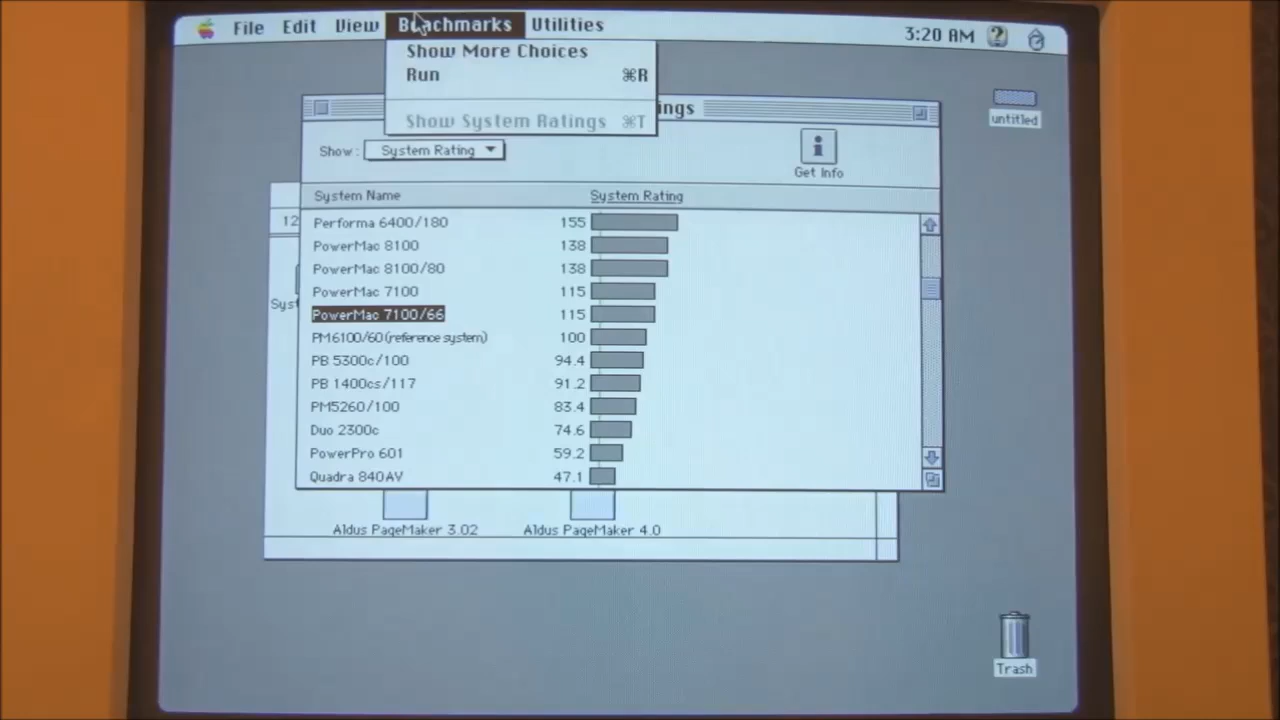 File Edit View Benchmarks Utilities 3:20 AM
Show More Choices
Run ⌘R
Show System Ratings ⌘T
ngs
untitled
Show: System Rating
Get Info
System Name System Rating
12
Performa 6400/180 155
PowerMac 8100 138
PowerMac 8100/80 138
PowerMac 7100 115
Syst
PowerMac 7100/66 115
PM6100/60 (reference system) 100
PB 5300c/100 94.4
PB 1400cs/117 91.2
PM5260/100 83.4
Duo 2300c 74.6
PowerPro 601 59.2
Quadra 840AV 47.1
Aldus PageMaker 3.02 Aldus PageMaker 4.0
Trash